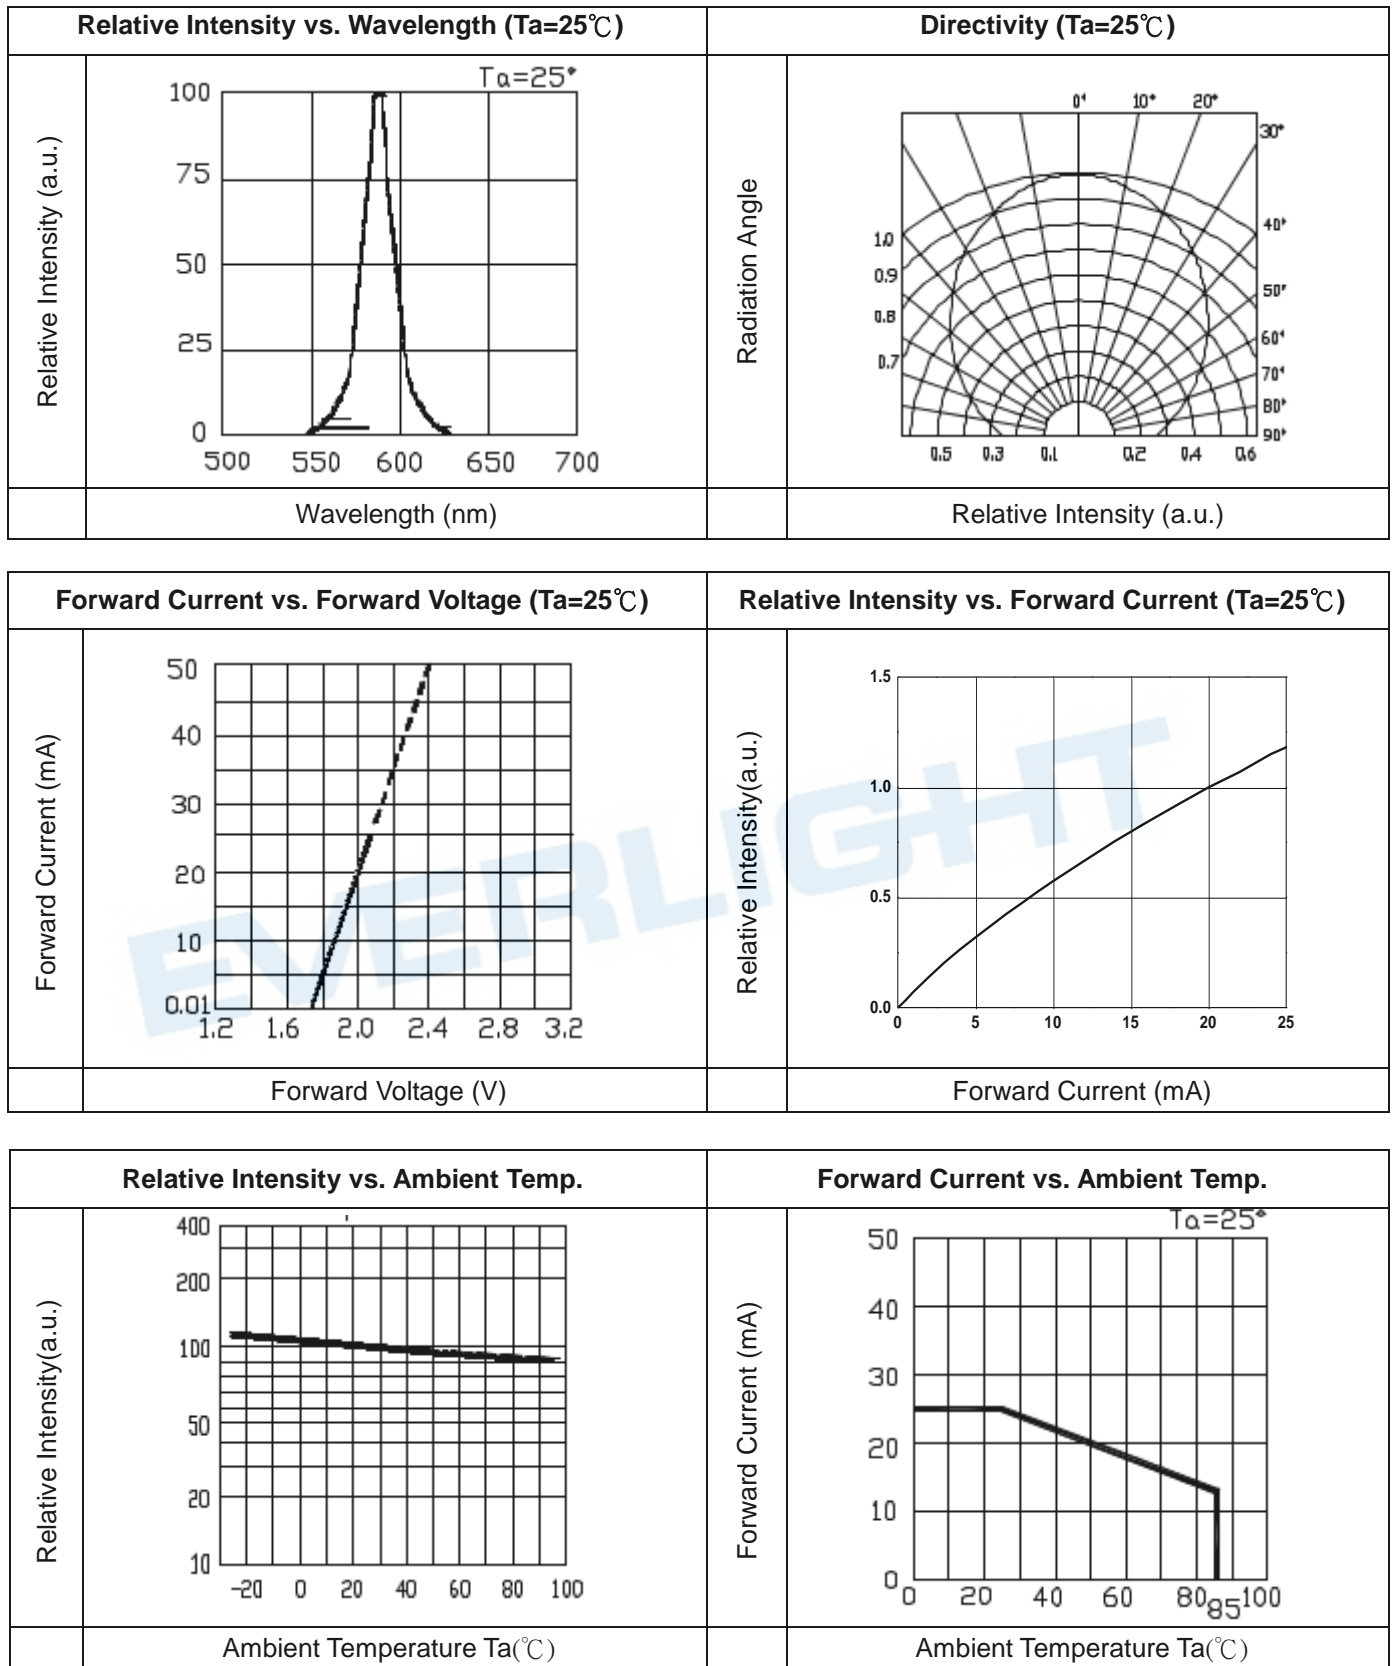 Relative Intensity vs. Wavelength (Ta=25℃)
Directivity (Ta=25℃)
Relative Intensity (a.u.)
Ta=25°
100
75
50
25
0
500 550 600 650 700
Wavelength (nm)
Radiation Angle
0° 10° 20°
30°
40°
50°
60°
70°
80°
90°
1.0
0.9
0.8
0.7
0.5 0.3 0.1 0.2 0.4 0.6
Relative Intensity (a.u.)
Forward Current vs. Forward Voltage (Ta=25℃)
Relative Intensity vs. Forward Current (Ta=25℃)
Forward Current (mA)
50
40
30
20
10
0.01
1.2 1.6 2.0 2.4 2.8 3.2
Forward Voltage (V)
Relative Intensity(a.u.)
1.5
1.0
0.5
0.0
0 5 10 15 20 25
Forward Current (mA)
EVERLIGHT
Relative Intensity vs. Ambient Temp.
Forward Current vs. Ambient Temp.
Relative Intensity(a.u.)
400
200
100
50
20
10
-20 0 20 40 60 80 100
Ambient Temperature Ta(℃)
Forward Current (mA)
Ta=25°
50
40
30
20
10
0
0 20 40 60 80 85 100
Ambient Temperature Ta(℃)